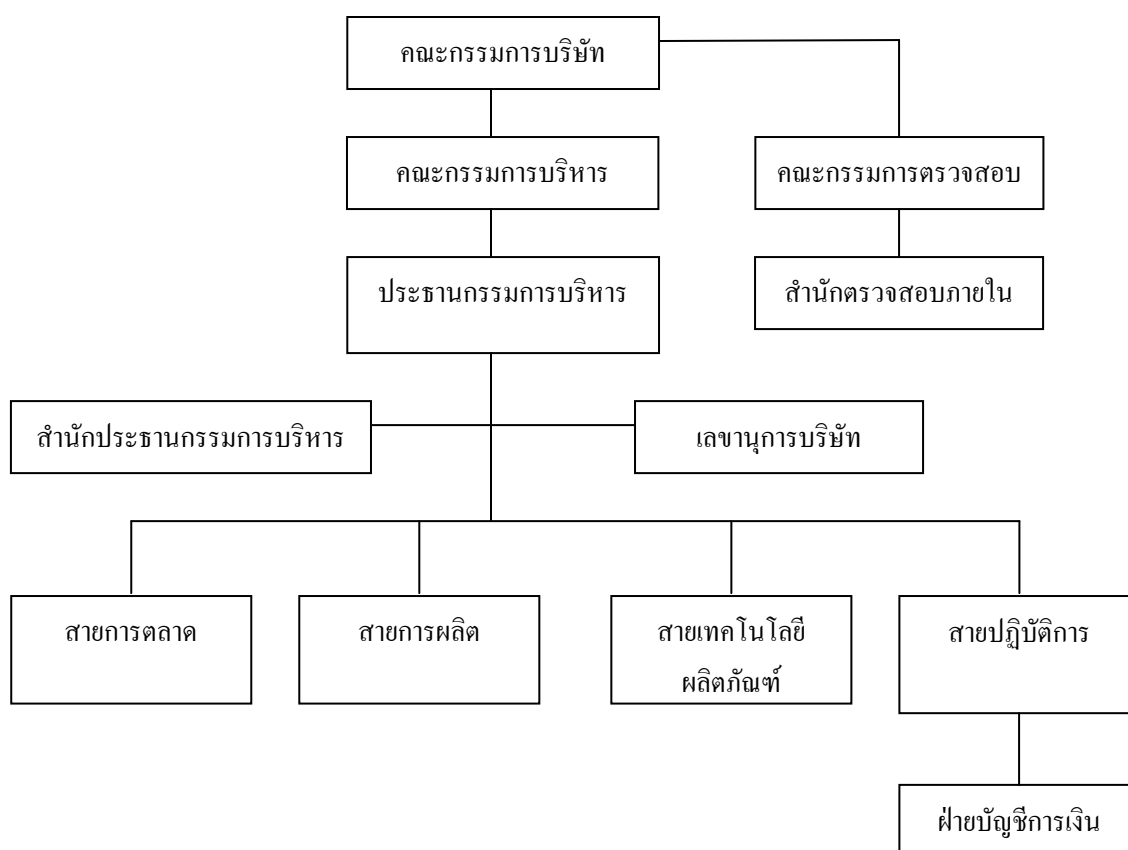 คณะกรรมการบริษัท
คณะกรรมการบริหาร
คณะกรรมการตรวจสอบ
ประธานกรรมการบริหาร
สำนักตรวจสอบภายใน
สำนักประธานกรรมการบริหาร
เลขานุการบริษัท
สายการตลาด
สายการผลิต
สายเทคโนโลยี
ผลิตภัณฑ์
สายปฏิบัติการ
ฝ่ายบัญชีการเงิน